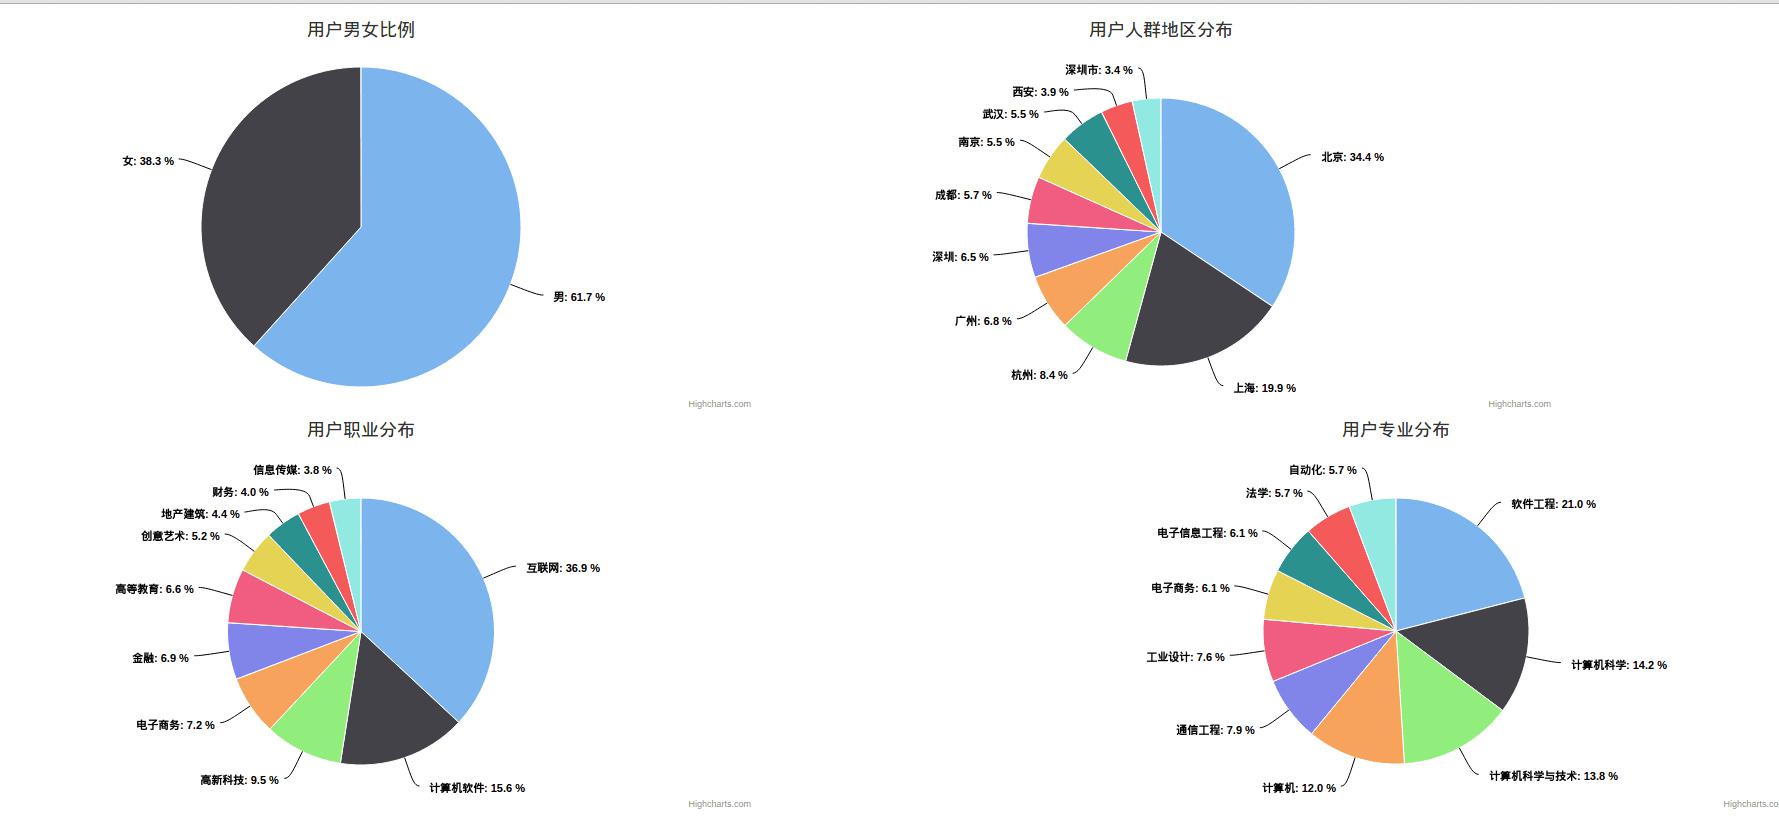 用户男女比例
女: 38.3 %
男: 61.7 %
Highcharts.com
用户人群地区分布
深圳市: 3.4 %
西安: 3.9 %
武汉: 5.5 %
南京: 5.5 %
成都: 5.7 %
深圳: 6.5 %
广州: 6.8 %
杭州: 8.4 %
北京: 34.4 %
上海: 19.9 %
Highcharts.com
用户职业分布
信息传媒: 3.8 %
财务: 4.0 %
地产建筑: 4.4 %
创意艺术: 5.2 %
高等教育: 6.6 %
金融: 6.9 %
电子商务: 7.2 %
高新科技: 9.5 %
互联网: 36.9 %
计算机软件: 15.6 %
Highcharts.com
用户专业分布
自动化: 5.7 %
法学: 5.7 %
电子信息工程: 6.1 %
电子商务: 6.1 %
工业设计: 7.6 %
通信工程: 7.9 %
计算机: 12.0 %
软件工程: 21.0 %
计算机科学: 14.2 %
计算机科学与技术: 13.8 %
Highcharts.co